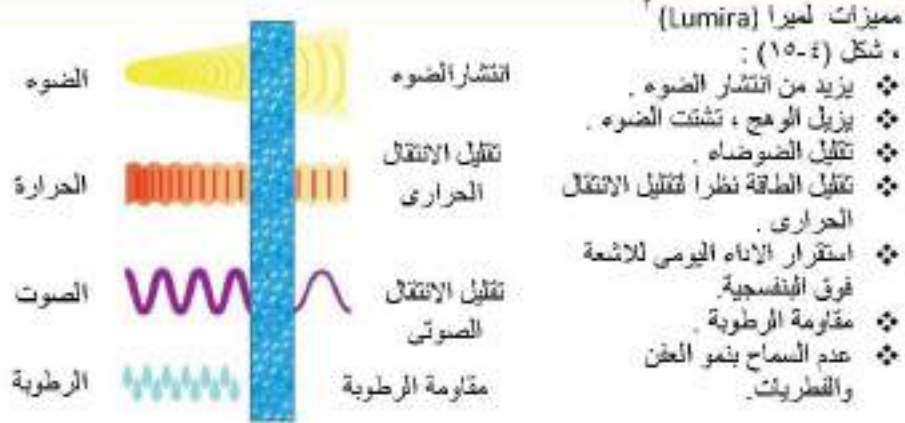 مميزات لميرا (Lumira) ٢
، شكل (٤-١٥) :
❖ يزيد من انتشار الضوء .
❖ يزيل الوهج ، تشتت الضوء .
❖ تقليل الضوضاء .
❖ تقليل الطاقة نظرا لتقليل الانتقال
الحرارى .
❖ استقرار الاداء اليومى للاشعة
فوق البنفسجية.
❖ مقاومة الرطوبة .
❖ عدم السماح بنمو العفن
والفطريات.
انتشار الضوء
الضوء
تقليل الانتقال
الحرارى
الحرارة
تقليل الانتقال
الصوتى
الصوت
مقاومة الرطوبة
الرطوبة